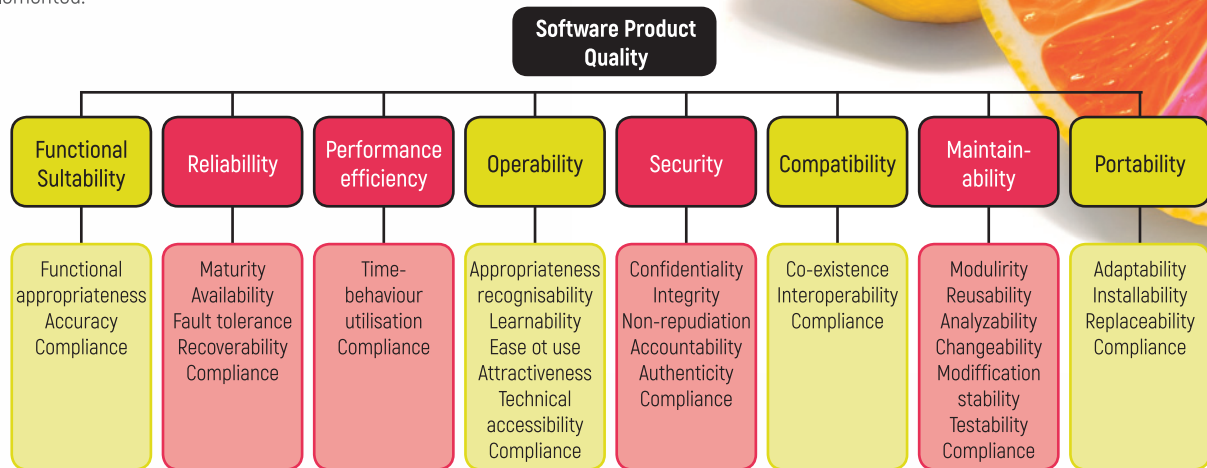 Software Product
Quality
Functional
Sultability
Reliabillity
Performance
efficiency
Operability
Security
Compatibility
Maintain-
ability
Portability
Functional
appropriateness
Accuracy
Compliance
Maturity
Availability
Fault tolerance
Recoverability
Compliance
Time-
behaviour
utilisation
Compliance
Appropriateness
recognisability
Learnability
Ease ot use
Attractiveness
Technical
accessibility
Compliance
Confidentiality
Integrity
Non-repudiation
Accountability
Authenticity
Compliance
Co-existence
Interoperability
Compliance
Modulirity
Reusability
Analyzability
Changeability
Modiffication
stability
Testability
Compliance
Adaptability
Installability
Replaceability
Compliance